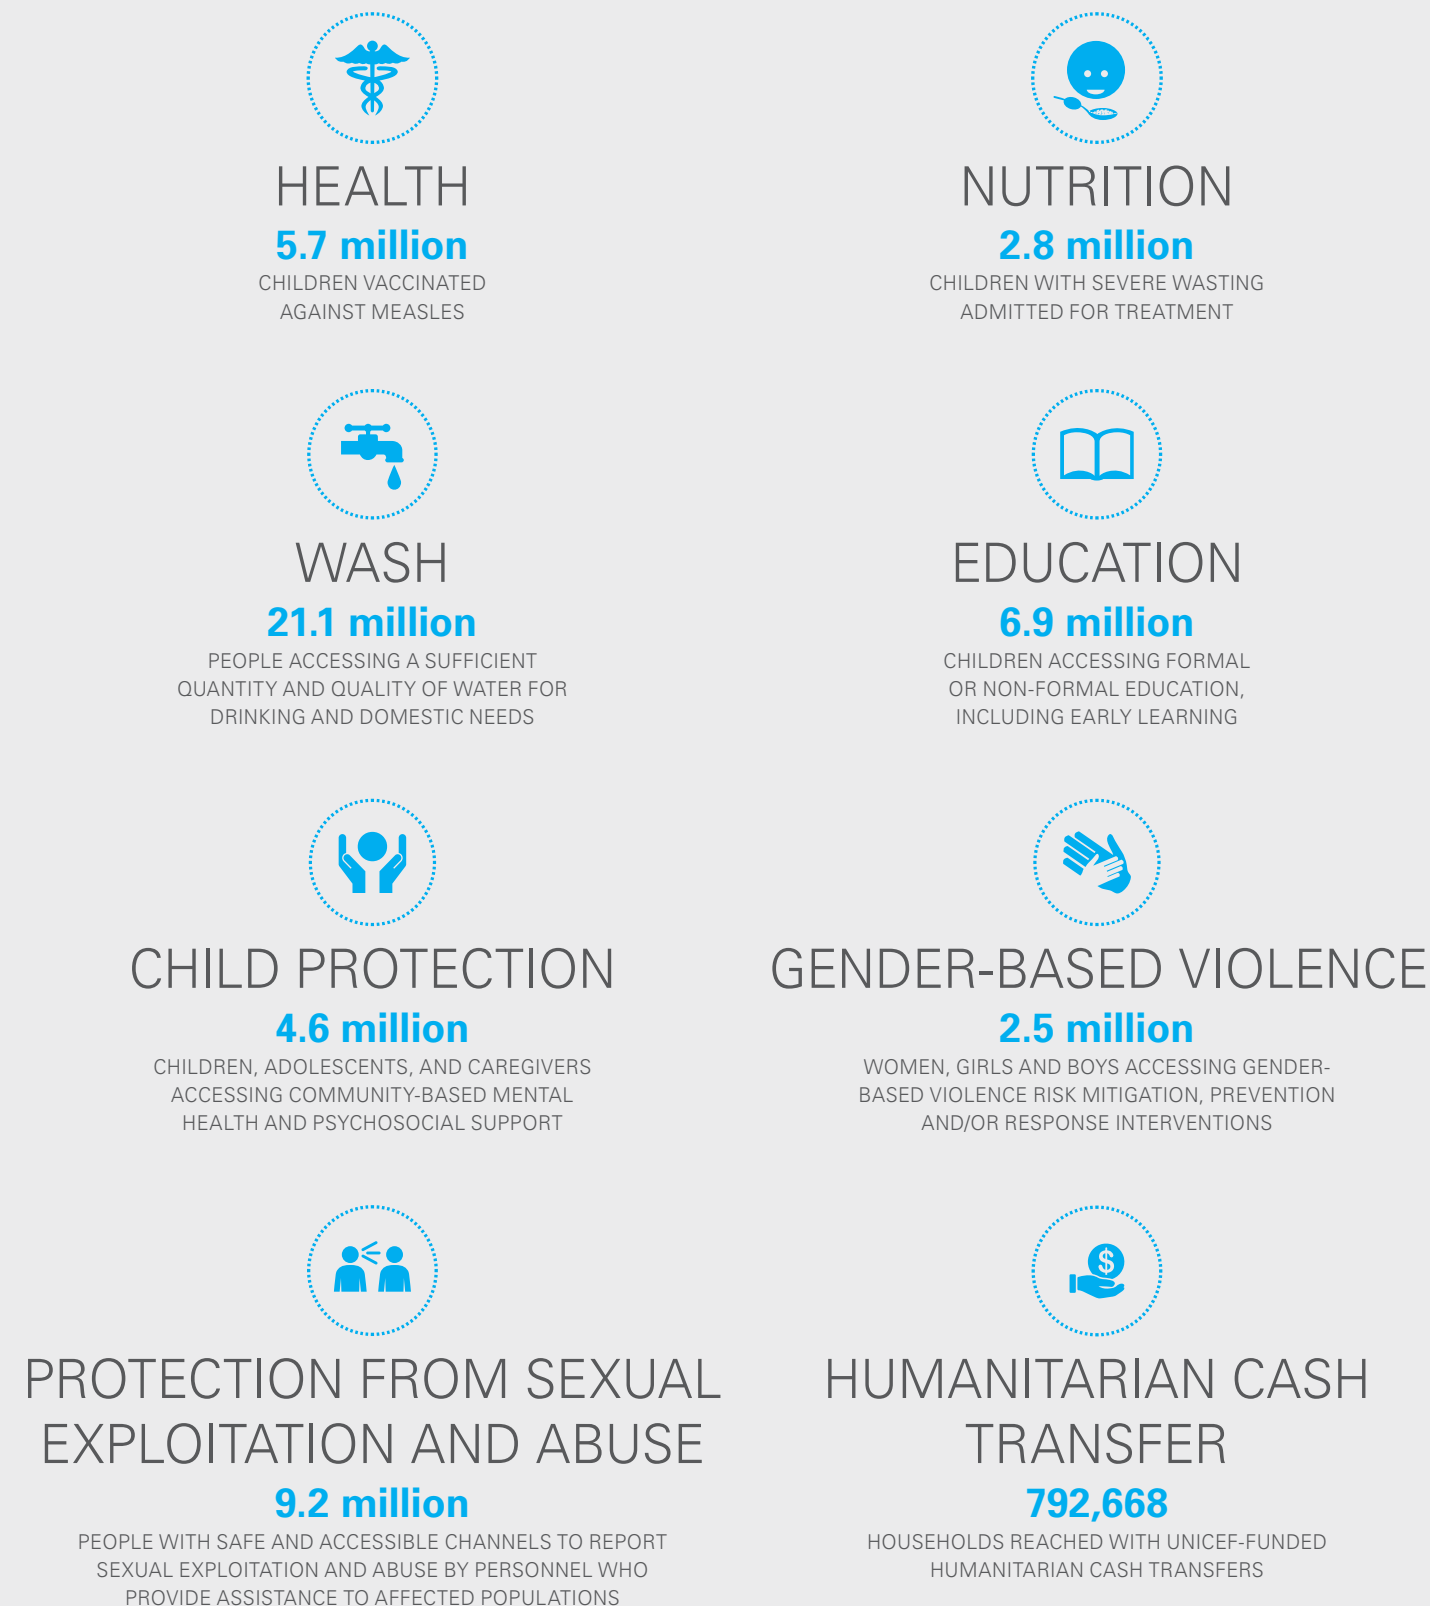 HEALTH
5.7 million
CHILDREN VACCINATED
AGAINST MEASLES
NUTRITION
2.8 million
CHILDREN WITH SEVERE WASTING
ADMITTED FOR TREATMENT
WASH
21.1 million
PEOPLE ACCESSING A SUFFICIENT
QUANTITY AND QUALITY OF WATER FOR
DRINKING AND DOMESTIC NEEDS
EDUCATION
6.9 million
CHILDREN ACCESSING FORMAL
OR NON-FORMAL EDUCATION,
INCLUDING EARLY LEARNING
CHILD PROTECTION
4.6 million
CHILDREN, ADOLESCENTS, AND CAREGIVERS
ACCESSING COMMUNITY-BASED MENTAL
HEALTH AND PSYCHOSOCIAL SUPPORT
GENDER-BASED VIOLENCE
2.5 million
WOMEN, GIRLS AND BOYS ACCESSING GENDER-
BASED VIOLENCE RISK MITIGATION, PREVENTION
AND/OR RESPONSE INTERVENTIONS
PROTECTION FROM SEXUAL
EXPLOITATION AND ABUSE
9.2 million
PEOPLE WITH SAFE AND ACCESSIBLE CHANNELS TO REPORT
SEXUAL EXPLOITATION AND ABUSE BY PERSONNEL WHO
PROVIDE ASSISTANCE TO AFFECTED POPULATIONS
$
HUMANITARIAN CASH
TRANSFER
792,668
HOUSEHOLDS REACHED WITH UNICEF-FUNDED
HUMANITARIAN CASH TRANSFERS